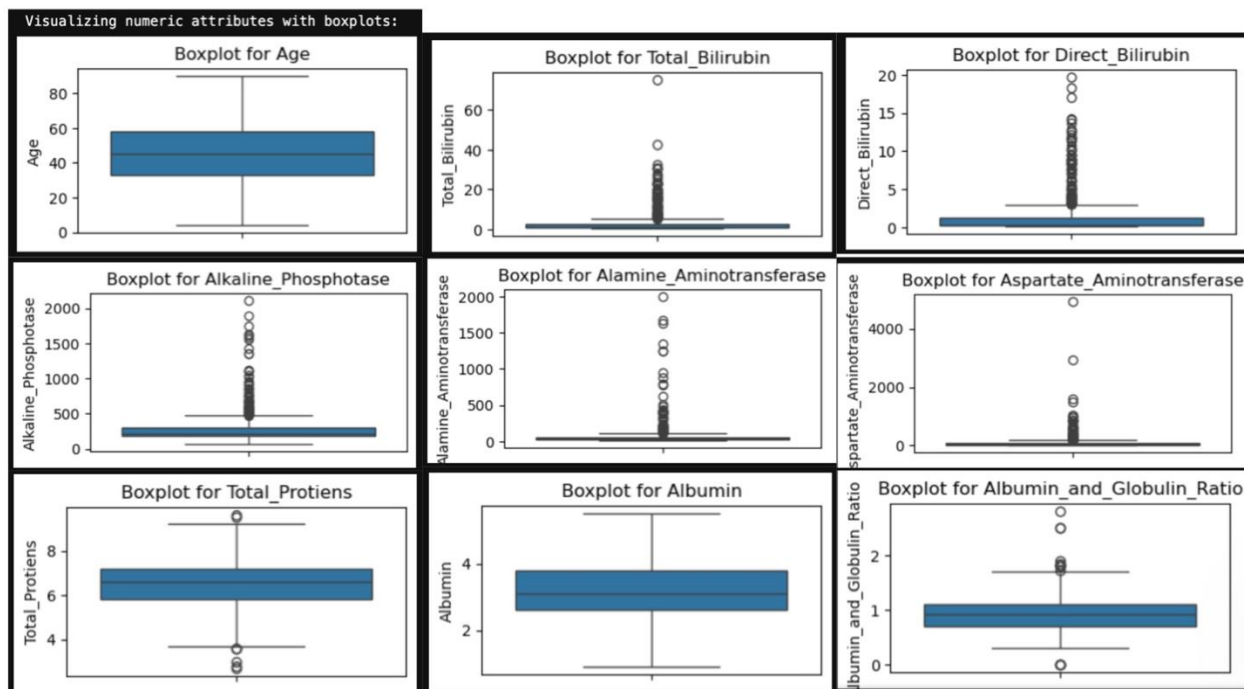 Visualizing numeric attributes with boxplots:
Boxplot for Age
Age
80
60
40
20
0
Boxplot for Total_Bilirubin
Total_Bilirubin
60
40
20
0
Boxplot for Direct_Bilirubin
Direct_Bilirubin
20
15
10
5
0
Boxplot for Alkaline_Phosphotase
Alkaline_Phosphotase
2000
1500
1000
500
0
Boxplot for Alamine_Aminotransferase
Alamine_Aminotransferase
2000
1500
1000
500
0
Boxplot for Aspartate_Aminotransferase
spartate_Aminotransferase
4000
2000
0
Boxplot for Total_Protiens
Total_Protiens
8
6
4
Boxplot for Albumin
Albumin
4
2
Boxplot for Albumin_and_Globulin_Ratio
lbumin_and_Globulin_Ratio
2
1
0